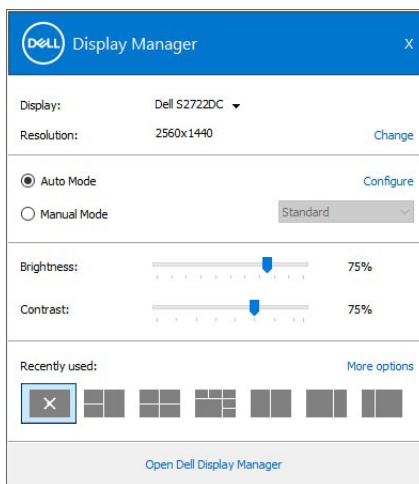 DELL Display Manager X
Display: Dell S2722DC
Resolution: 2560x1440 Change
Auto Mode Configure
Manual Mode Standard
Brightness: 75%
Contrast: 75%
Recently used: More options
Open Dell Display Manager